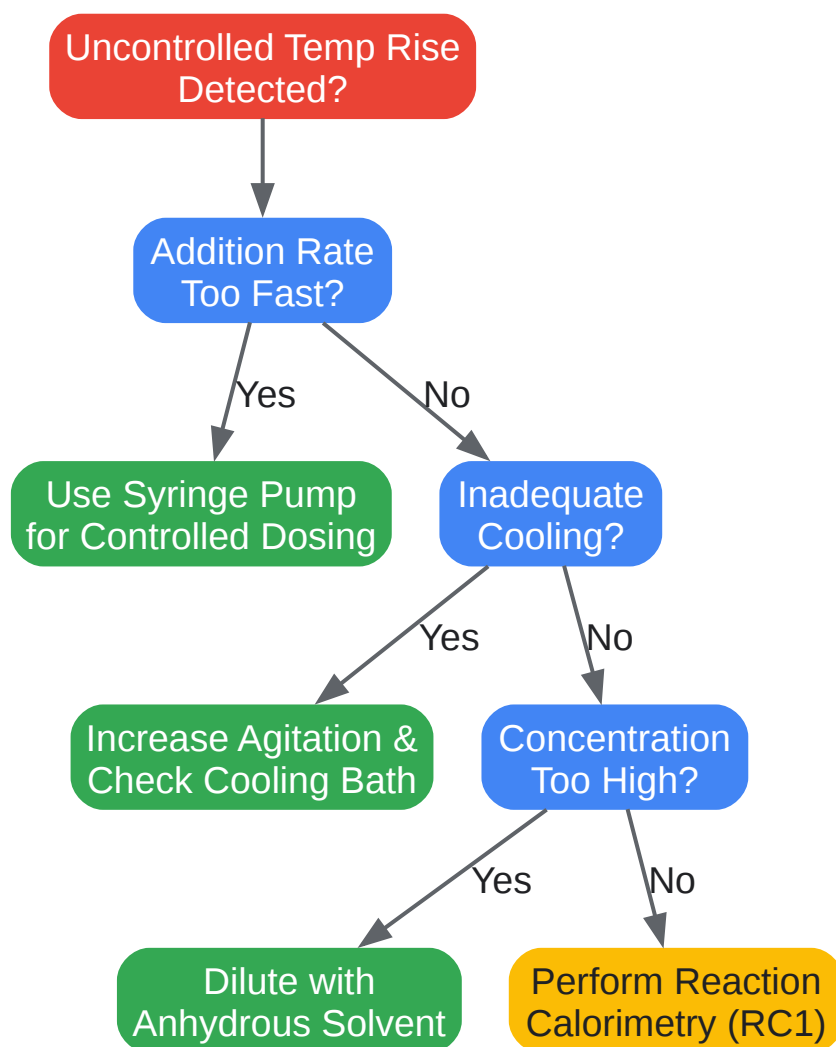 Uncontrolled Temp Rise
Detected?
Addition Rate
Too Fast?
Yes
No
Use Syringe Pump
for Controlled Dosing
Inadequate
Cooling?
Yes
No
Increase Agitation &
Check Cooling Bath
Concentration
Too High?
Yes
No
Dilute with
Anhydrous Solvent
Perform Reaction
Calorimetry (RC1)